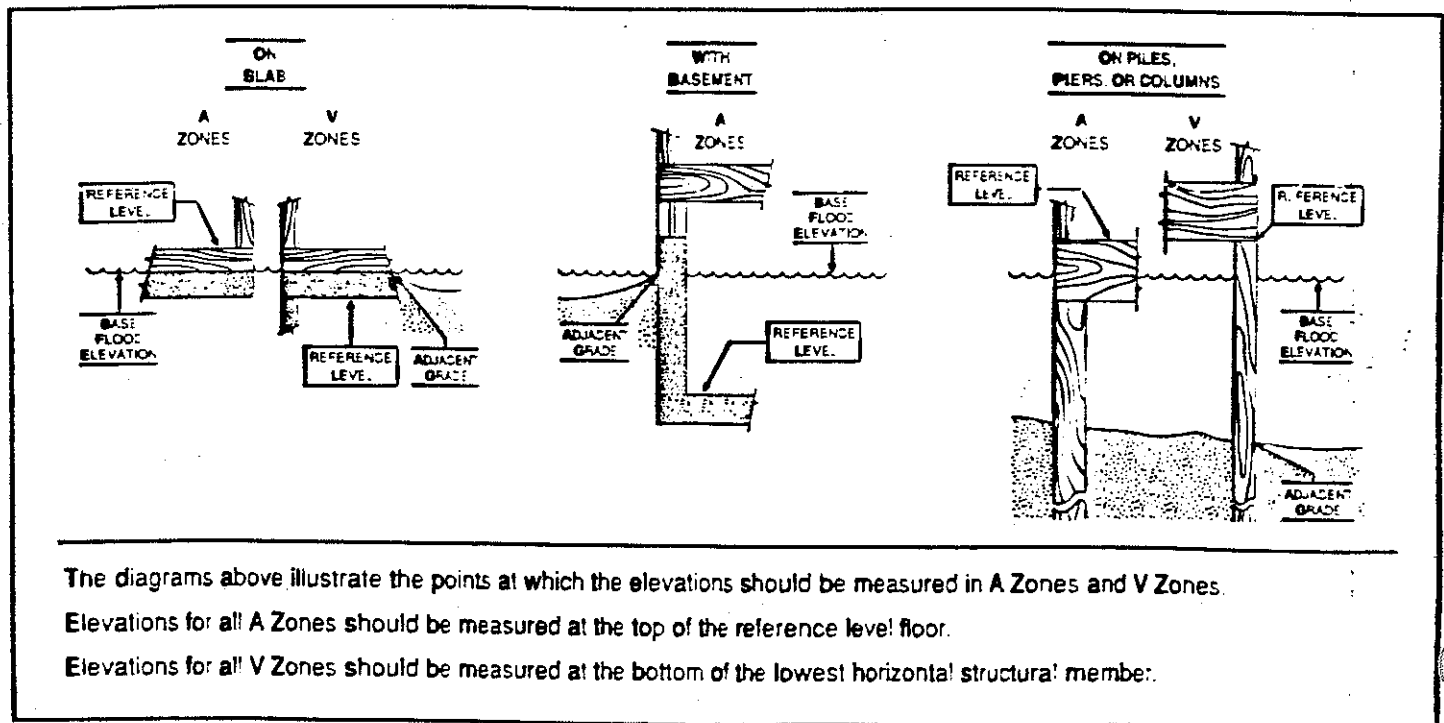 ON
SLAB
A
ZONES
V
ZONES
REFERENCE
LEVEL
BASE
FLOOD
ELEVATION
REFERENCE
LEVEL
ADJACENT
GRADE
WITH
BASEMENT
A
ZONES
BASE
FLOOD
ELEVATION
ADJACENT
GRADE
REFERENCE
LEVEL
ON PILES,
PIERS, OR COLUMNS
A
ZONES
V
ZONES
REFERENCE
LEVEL
R. FERENCE
LEVEL
BASE
FLOOD
ELEVATION
ADJACENT
GRADE
The diagrams above illustrate the points at which the elevations should be measured in A Zones and V Zones.
Elevations for all A Zones should be measured at the top of the reference level floor.
Elevations for all V Zones should be measured at the bottom of the lowest horizontal structural member.